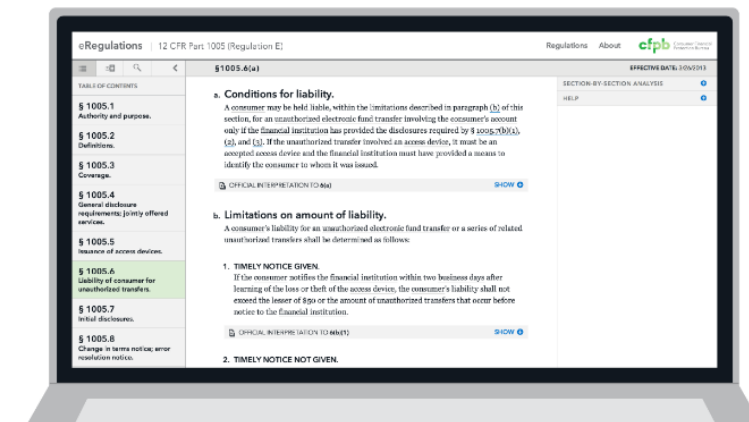 eRegulations | 12 CFR Part 1005 (Regulation E)
Regulations About
cfpb Consumer Financial
Protection Bureau
§1005.6(a)
EFFECTIVE DATE: 3/26/2013
TABLE OF CONTENTS
§ 1005.1
Authority and purpose.
§ 1005.2
Definitions.
§ 1005.3
Coverage.
§ 1005.4
General disclosure
requirements; jointly offered
services.
§ 1005.5
Issuance of access devices.
§ 1005.6
Liability of consumer for
unauthorized transfers.
§ 1005.7
Initial disclosures.
§ 1005.8
Change in terms notice; error
resolution notice.
a. Conditions for liability.
A consumer may be held liable, within the limitations described in paragraph (b) of this
section, for an unauthorized electronic fund transfer involving the consumer's account
only if the financial institution has provided the disclosures required by § 1005.7(b)(1),
(2), and (3). If the unauthorized transfer involved an access device, it must be an
accepted access device and the financial institution must have provided a means to
identify the consumer to whom it was issued.
OFFICIAL INTERPRETATION TO 6(a) SHOW
b. Limitations on amount of liability.
A consumer's liability for an unauthorized electronic fund transfer or a series of related
unauthorized transfers shall be determined as follows:
1. TIMELY NOTICE GIVEN.
If the consumer notifies the financial institution within two business days after
learning of the loss or theft of the access device, the consumer's liability shall not
exceed the lesser of $50 or the amount of unauthorized transfers that occur before
notice to the financial institution.
OFFICIAL INTERPRETATION TO 6(b)(1) SHOW
2. TIMELY NOTICE NOT GIVEN.
SECTION-BY-SECTION ANALYSIS
HELP